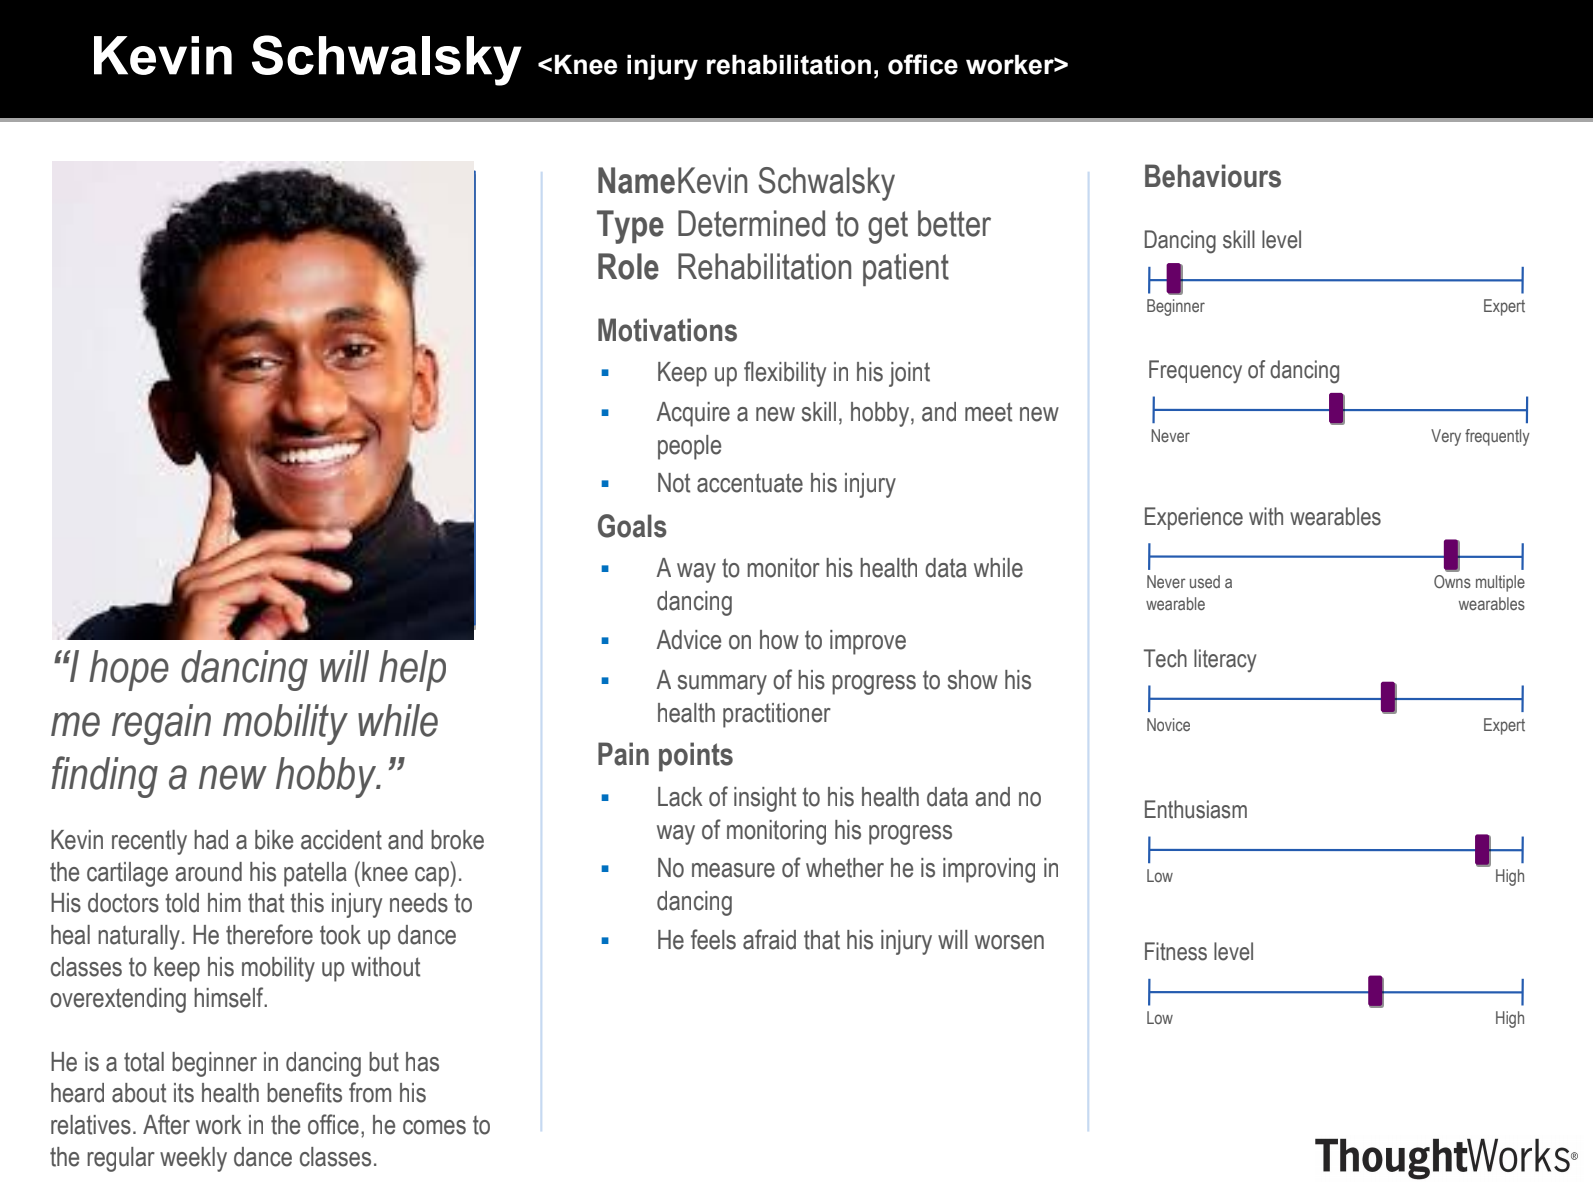 Kevin Schwalsky <Knee injury rehabilitation, office worker>
“I hope dancing will help
me regain mobility while
finding a new hobby.”
Kevin recently had a bike accident and broke
the cartilage around his patella (knee cap).
His doctors told him that this injury needs to
heal naturally. He therefore took up dance
classes to keep his mobility up without
overextending himself.
He is a total beginner in dancing but has
heard about its health benefits from his
relatives. After work in the office, he comes to
the regular weekly dance classes.
NameKevin Schwalsky
Type Determined to get better
Role Rehabilitation patient
Motivations
▪ Keep up flexibility in his joint
▪ Acquire a new skill, hobby, and meet new
people
▪ Not accentuate his injury
Goals
▪ A way to monitor his health data while
dancing
▪ Advice on how to improve
▪ A summary of his progress to show his
health practitioner
Pain points
▪ Lack of insight to his health data and no
way of monitoring his progress
▪ No measure of whether he is improving in
dancing
▪ He feels afraid that his injury will worsen
Behaviours
Dancing skill level
Beginner Expert
Frequency of dancing
Never Very frequently
Experience with wearables
Never used a Owns multiple
wearable wearables
Tech literacy
Novice Expert
Enthusiasm
Low High
Fitness level
Low High
ThoughtWorks®